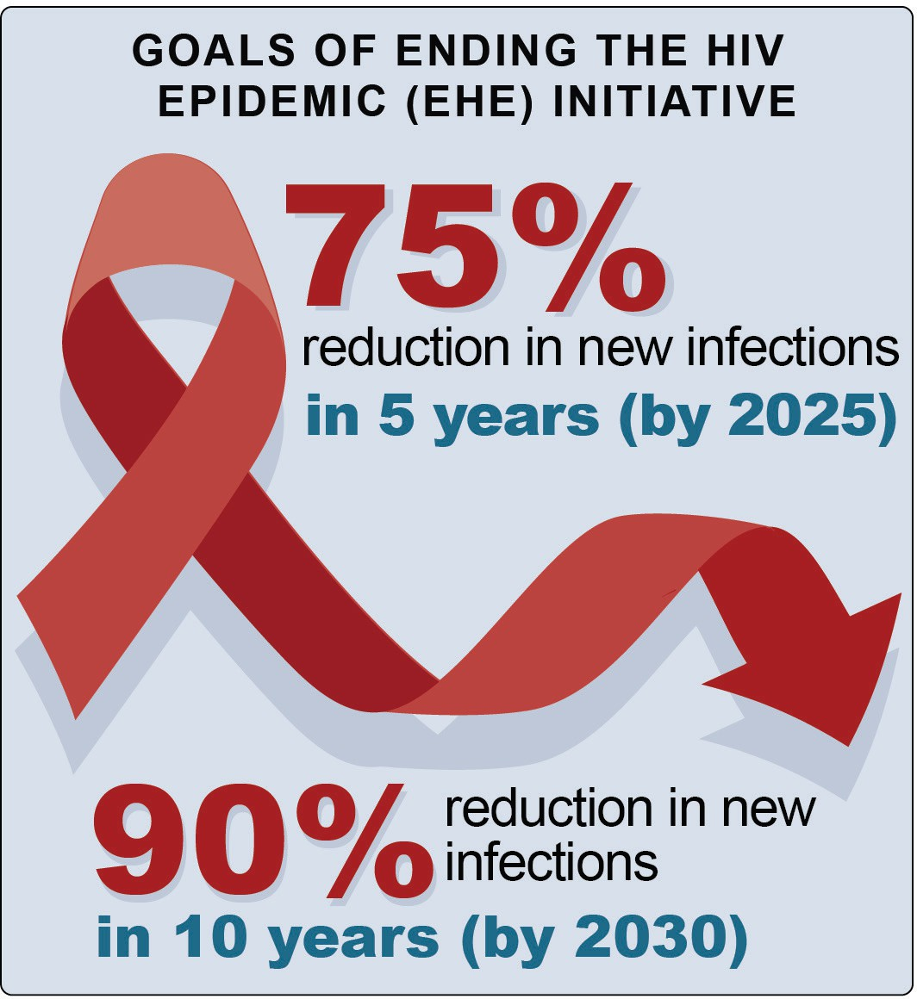 GOALS OF ENDING THE HIV
EPIDEMIC (EHE) INITIATIVE
75%
reduction in new infections
in 5 years (by 2025)
90%
reduction in new
infections
in 10 years (by 2030)